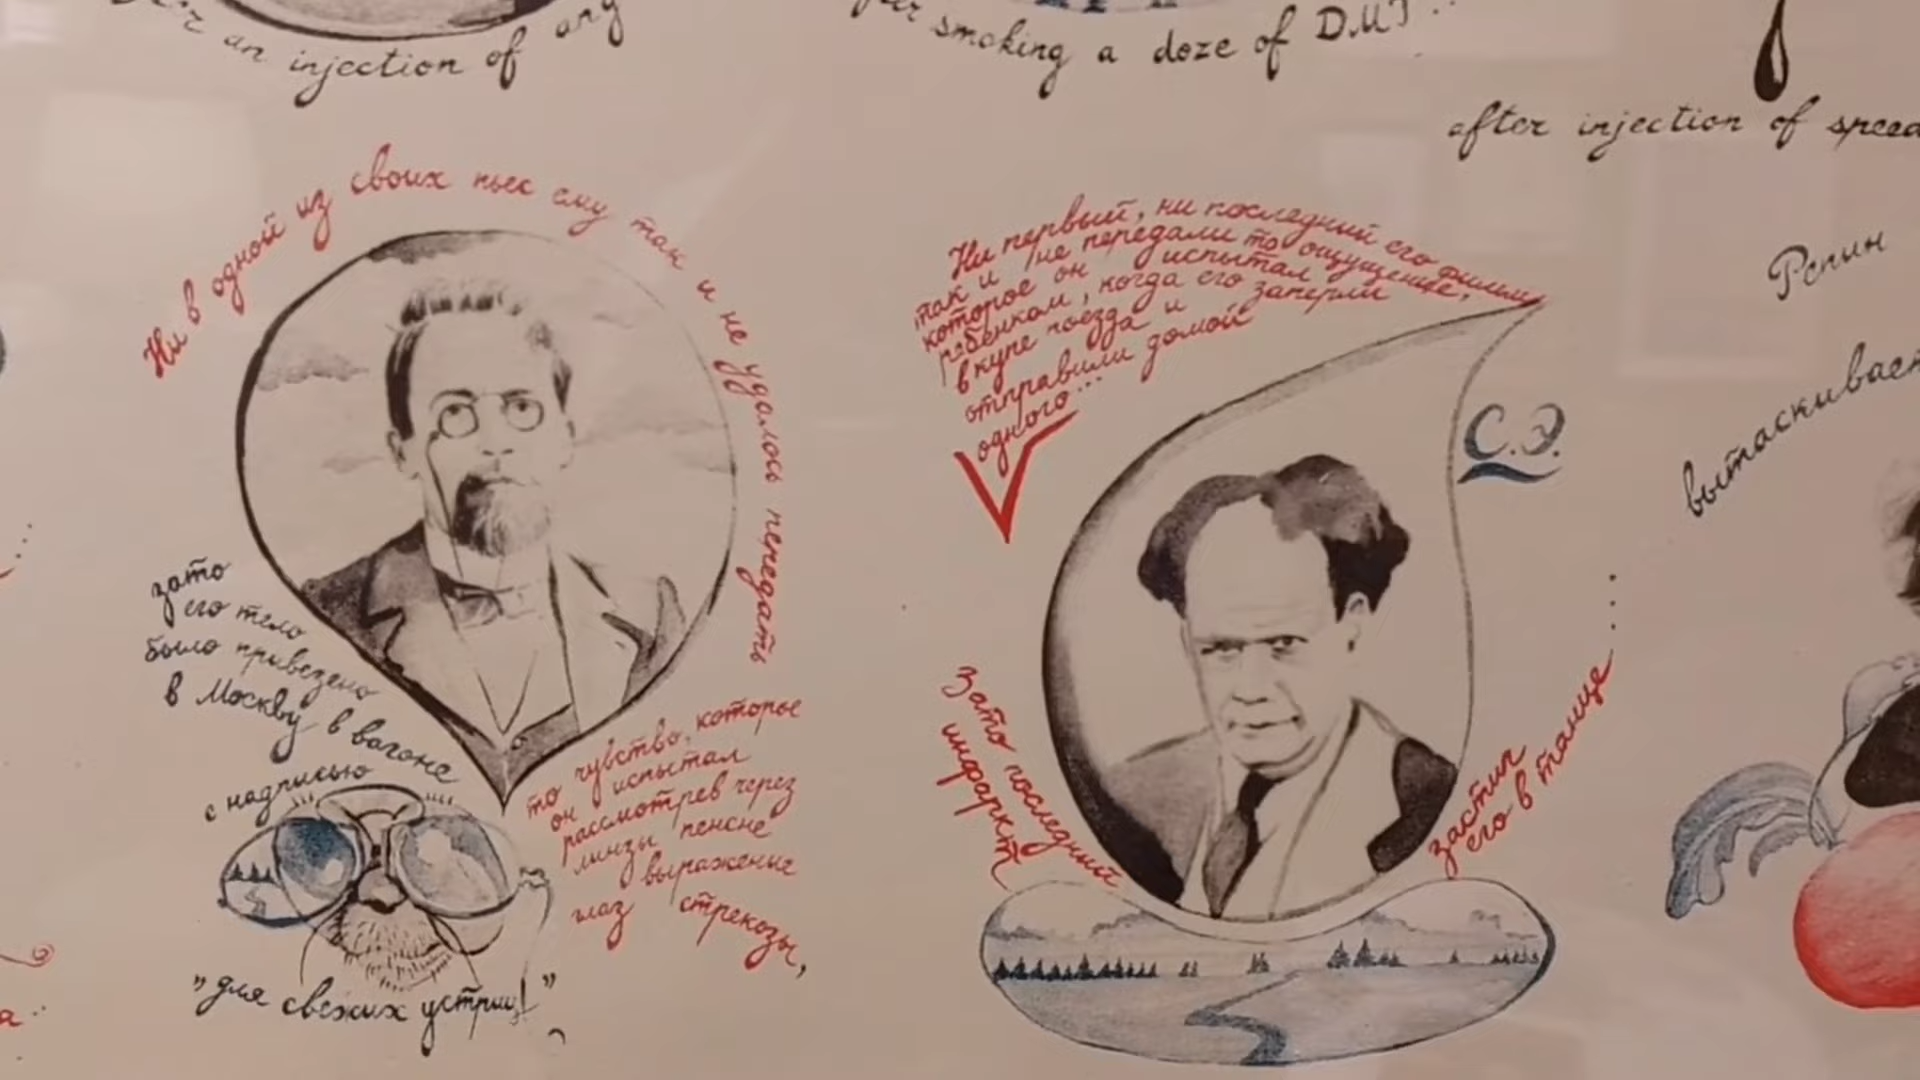 an injection of any
smoking a doze of D.M.T..
after injection of speed
Ни в одной из своих пьес ему так и не удалось передать
то чувство, которое
он испытал
рассмотрев через
линзы пенсне
выражение
глаз стрекозы,
зато
его тело
было привезено
в Москву в вагоне
с надписью
"для свежих устриц!"
Ни первый, ни последний его фильмы
так и не передали то ощущение,
которое он испытал
ребенком, когда его заперли
в купе поезда и
отправили домой
одного...
С.Э.
Зато последний
инфаркт
застиг
его в танце
Репин
вытаскивает